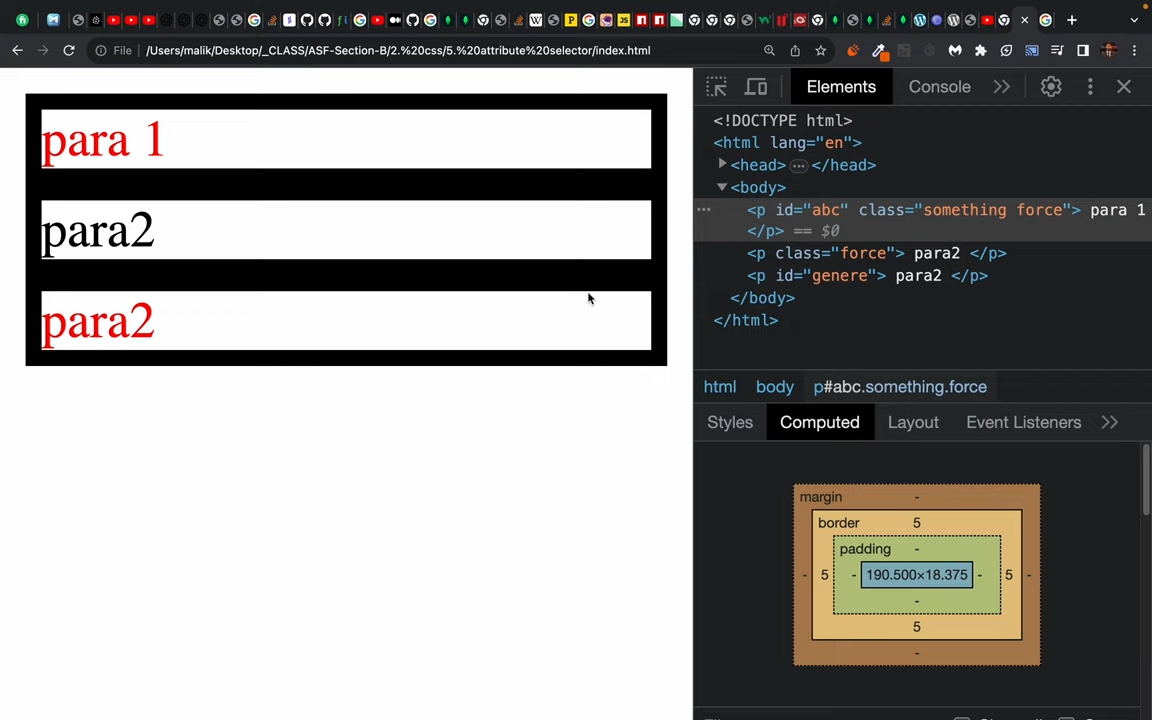 File /Users/malik/Desktop/_CLASS/ASF-Section-B/2.%20css/5.%20attribute%20selector/index.html
para 1
para2
para2
Elements Console
<!DOCTYPE html>
<html lang="en">
<head> ... </head>
<body>
... <p id="abc" class="something force"> para 1
</p> == $0
<p class="force"> para2 </p>
<p id="genere"> para2 </p>
</body>
</html>
html body p#abc.something.force
Styles Computed Layout Event Listeners
margin -
border 5
padding -
- 5 - 190.500×18.375 - 5 -
-
5
-